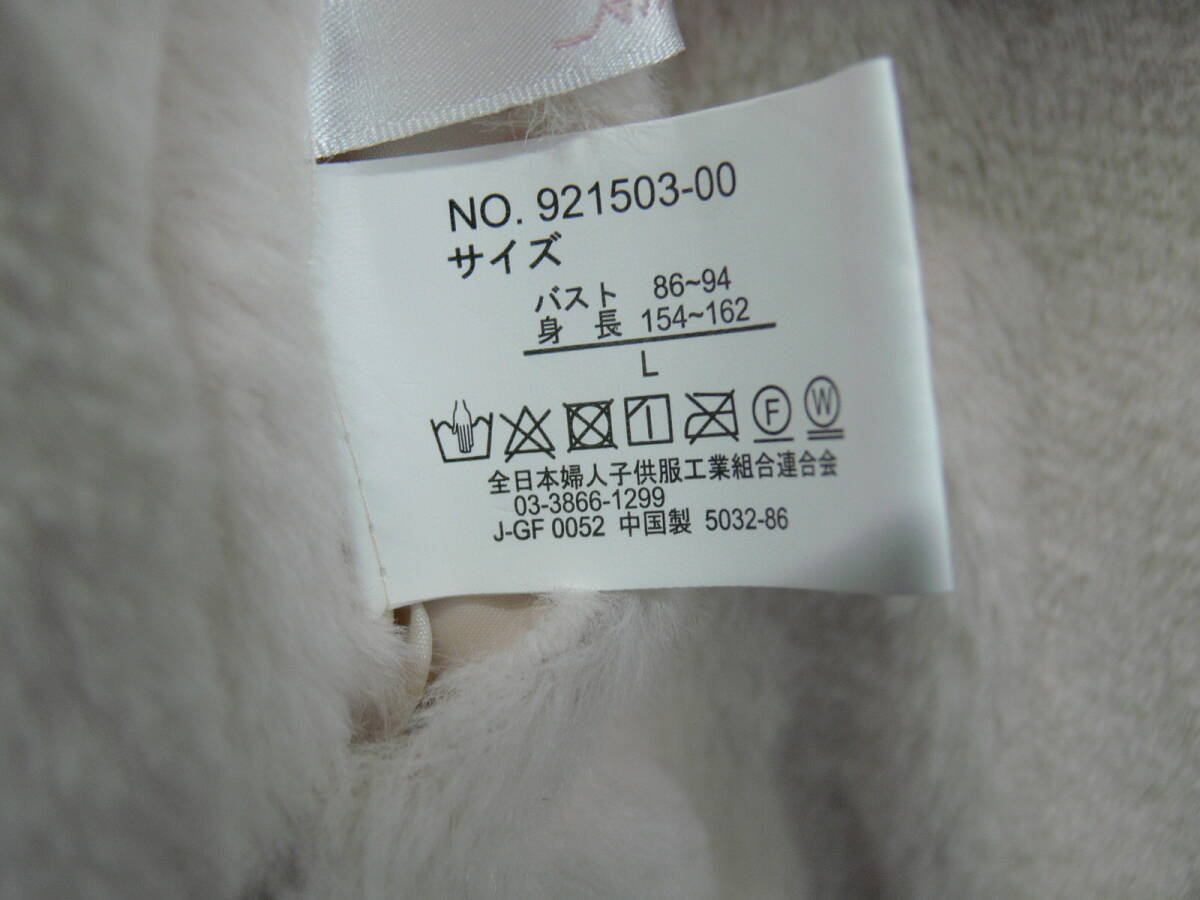 NO. 921503-00
サイズ
バスト 86~94
身長 154~162
L
F W
全日本婦人子供服工業組合連合会
03-3866-1299
J-GF 0052 中国製 5032-86